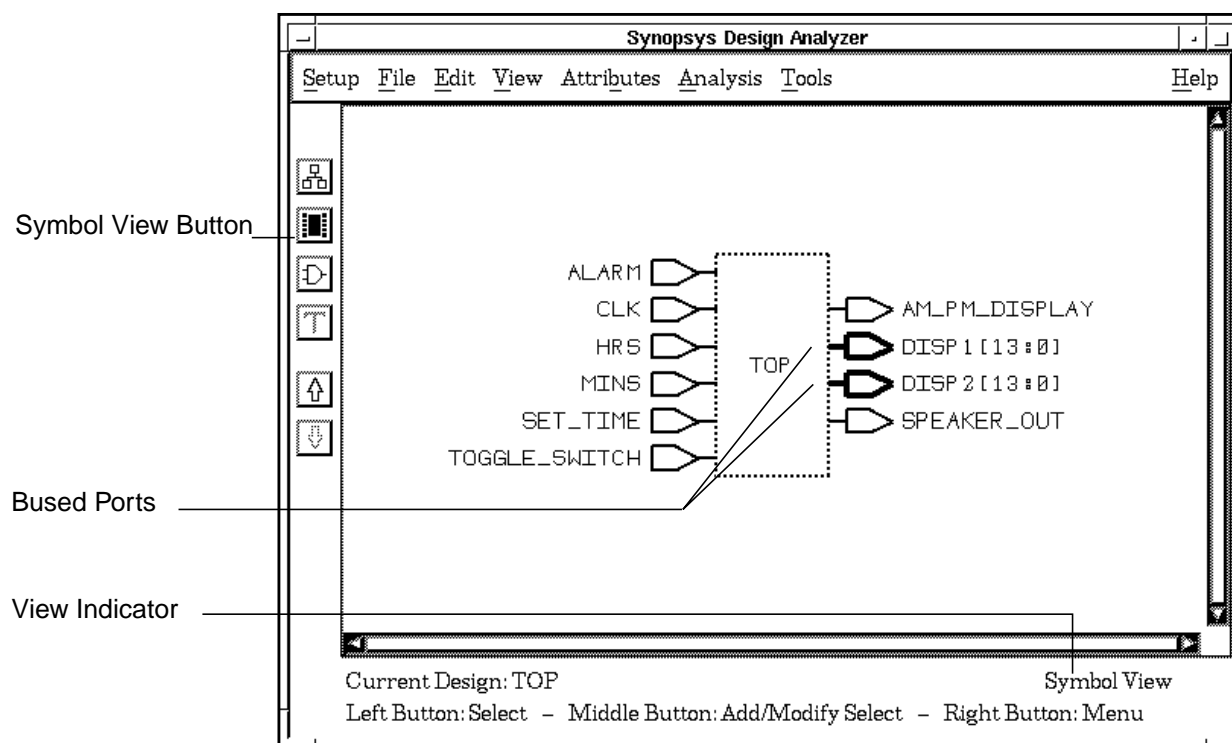 Synopsys Design Analyzer
Setup File Edit View Attributes Analysis Tools Help
Symbol View Button
ALARM
CLK
HRS
MINS
SET_TIME
TOGGLE_SWITCH
TOP
AM_PM_DISPLAY
DISP1[13:0]
DISP2[13:0]
SPEAKER_OUT
Bused Ports
View Indicator
Current Design: TOP
Symbol View
Left Button: Select – Middle Button: Add/Modify Select – Right Button: Menu